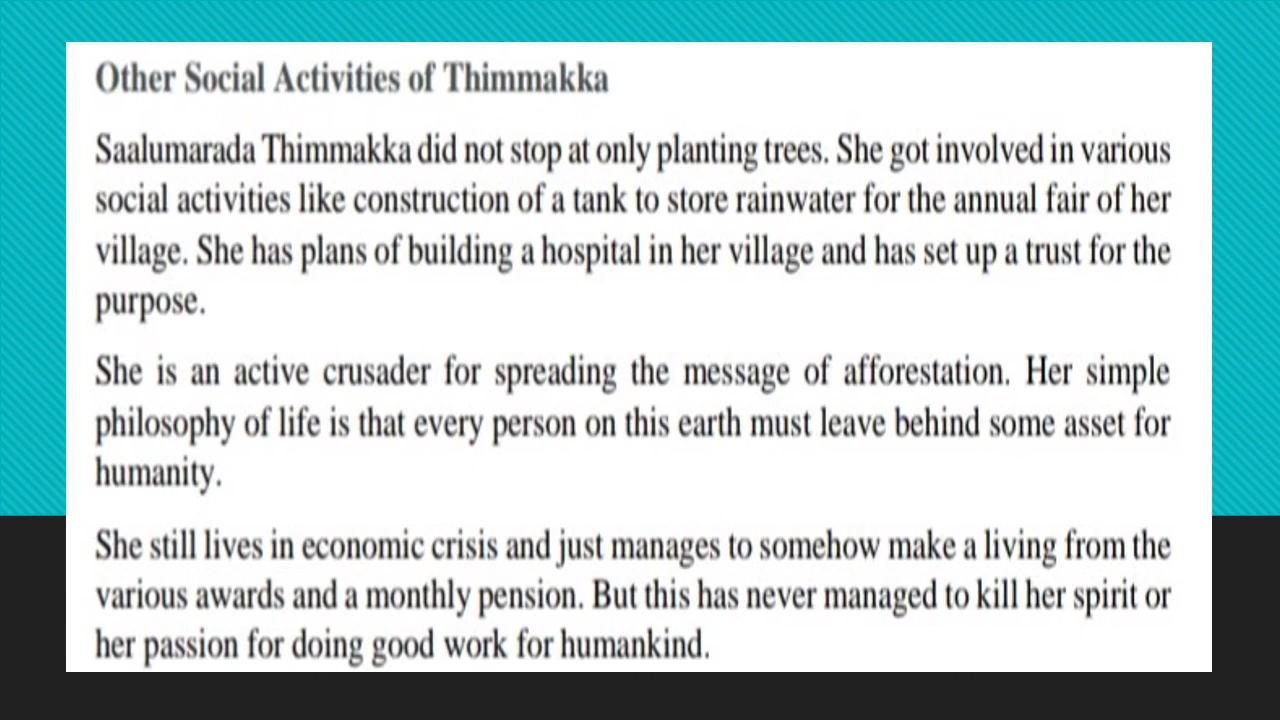 Other Social Activities of Thimmakka
Saalumarada Thimmakka did not stop at only planting trees. She got involved in various
social activities like construction of a tank to store rainwater for the annual fair of her
village. She has plans of building a hospital in her village and has set up a trust for the
purpose.
She is an active crusader for spreading the message of afforestation. Her simple
philosophy of life is that every person on this earth must leave behind some asset for
humanity.
She still lives in economic crisis and just manages to somehow make a living from the
various awards and a monthly pension. But this has never managed to kill her spirit or
her passion for doing good work for humankind.